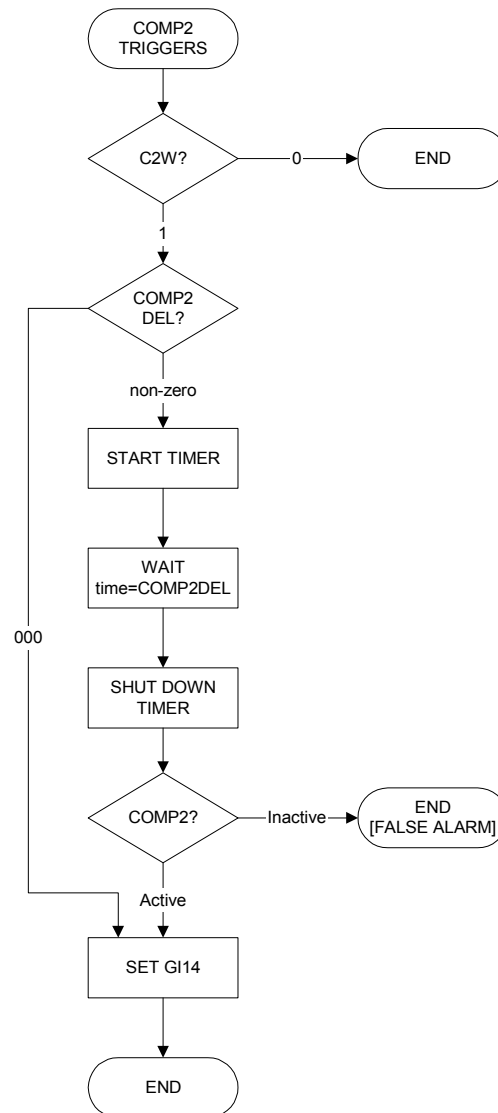 COMP2
TRIGGERS
C2W?
0
END
1
COMP2
DEL?
non-zero
START TIMER
WAIT
time=COMP2DEL
000
SHUT DOWN
TIMER
COMP2?
Inactive
END
[FALSE ALARM]
Active
SET GI14
END